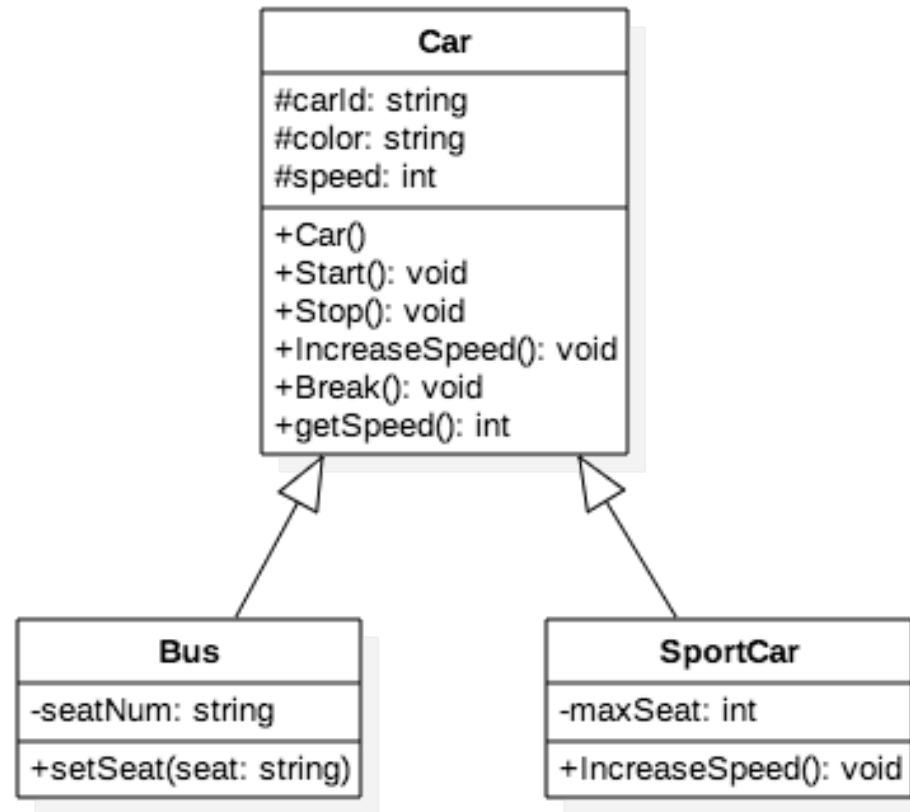 Car
#carId: string
#color: string
#speed: int
+Car()
+Start(): void
+Stop(): void
+IncreaseSpeed(): void
+Break(): void
+getSpeed(): int
Bus
-seatNum: string
+setSeat(seat: string)
SportCar
-maxSeat: int
+IncreaseSpeed(): void